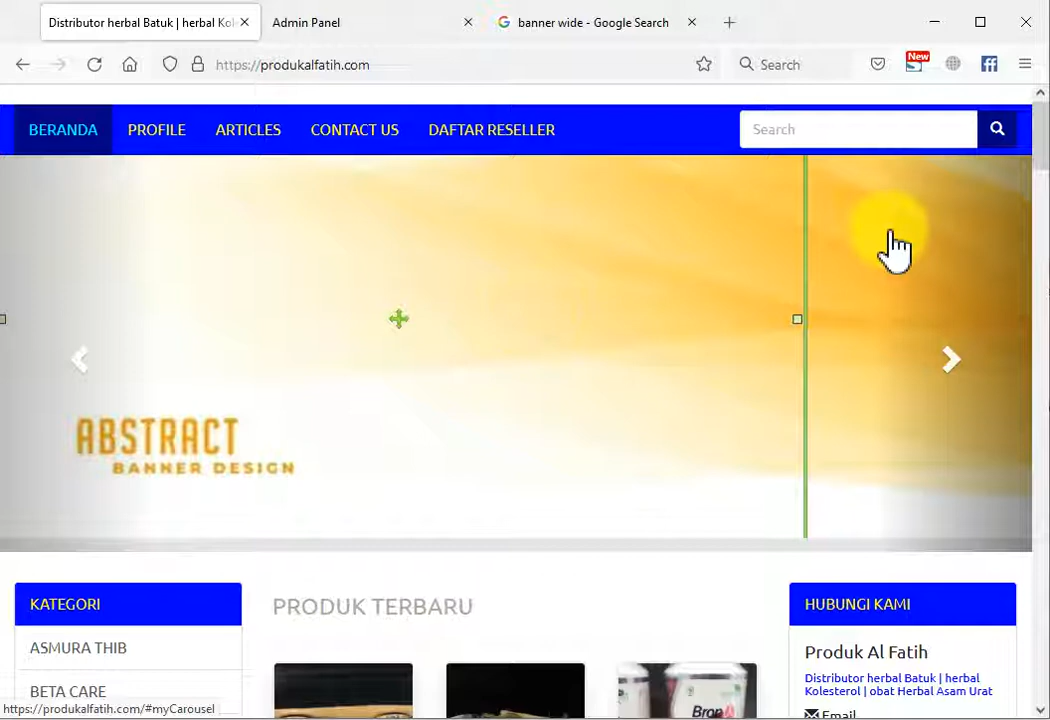 Distributor herbal Batuk | herbal Kol
Admin Panel
banner wide - Google Search
https://produkalfatih.com
Search
New
BERANDA
PROFILE
ARTICLES
CONTACT US
DAFTAR RESELLER
Search
ABSTRACT
BANNER DESIGN
KATEGORI
ASMURA THIB
BETA CARE
PRODUK TERBARU
HUBUNGI KAMI
Produk Al Fatih
Distributor herbal Batuk | herbal
Kolesterol | obat Herbal Asam Urat
Email
https://produkalfatih.com/#myCarousel